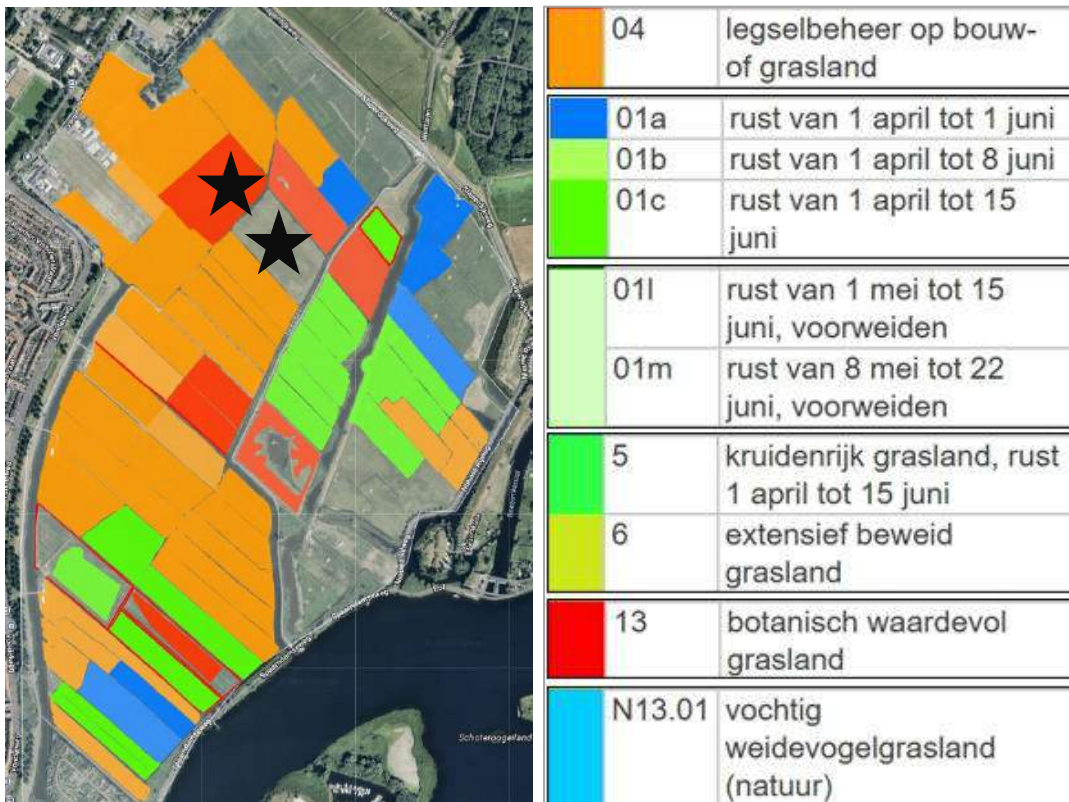 Schoteroogeiland
04 legselbeheer op bouw-
of grasland
01a rust van 1 april tot 1 juni
01b rust van 1 april tot 8 juni
01c rust van 1 april tot 15
juni
01l rust van 1 mei tot 15
juni, voorweiden
01m rust van 8 mei tot 22
juni, voorweiden
5 kruidenrijk grasland, rust
1 april tot 15 juni
6 extensief beweid
grasland
13 botanisch waardevol
grasland
N13.01 vochtig
weidevogelgrasland
(natuur)